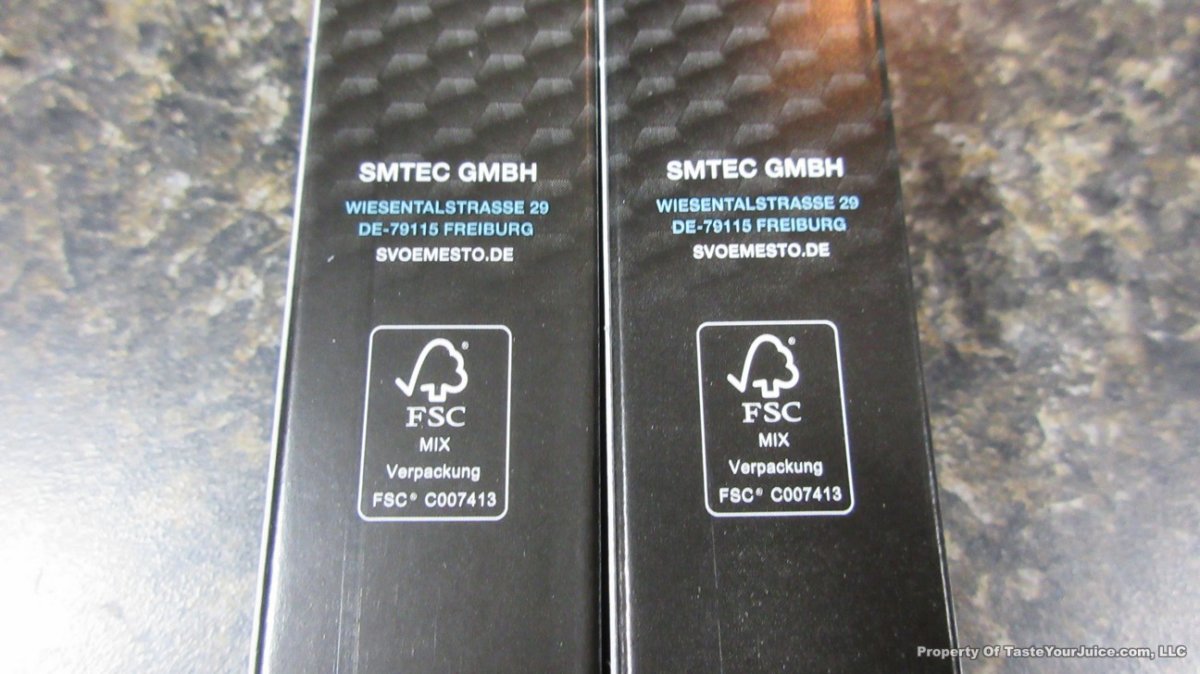 SMTEC GMBH
WIESENTALSTRASSE 29
DE-79115 FREIBURG
SVOEMESTO.DE
FSC
MIX
Verpackung
FSC® C007413
SMTEC GMBH
WIESENTALSTRASSE 29
DE-79115 FREIBURG
SVOEMESTO.DE
FSC
MIX
Verpackung
FSC® C007413
Property Of TasteYourJuice.com, LLC